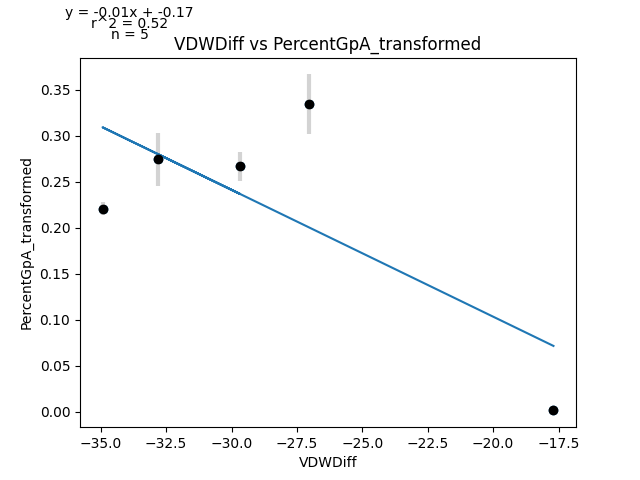 y = -0.01x + -0.17
r^2 = 0.52
n = 5
VDWDiff vs PercentGpA_transformed
PercentGpA_transformed
0.35
0.30
0.25
0.20
0.15
0.10
0.05
0.00
−35.0 −32.5 −30.0 −27.5 −25.0 −22.5 −20.0 −17.5
VDWDiff